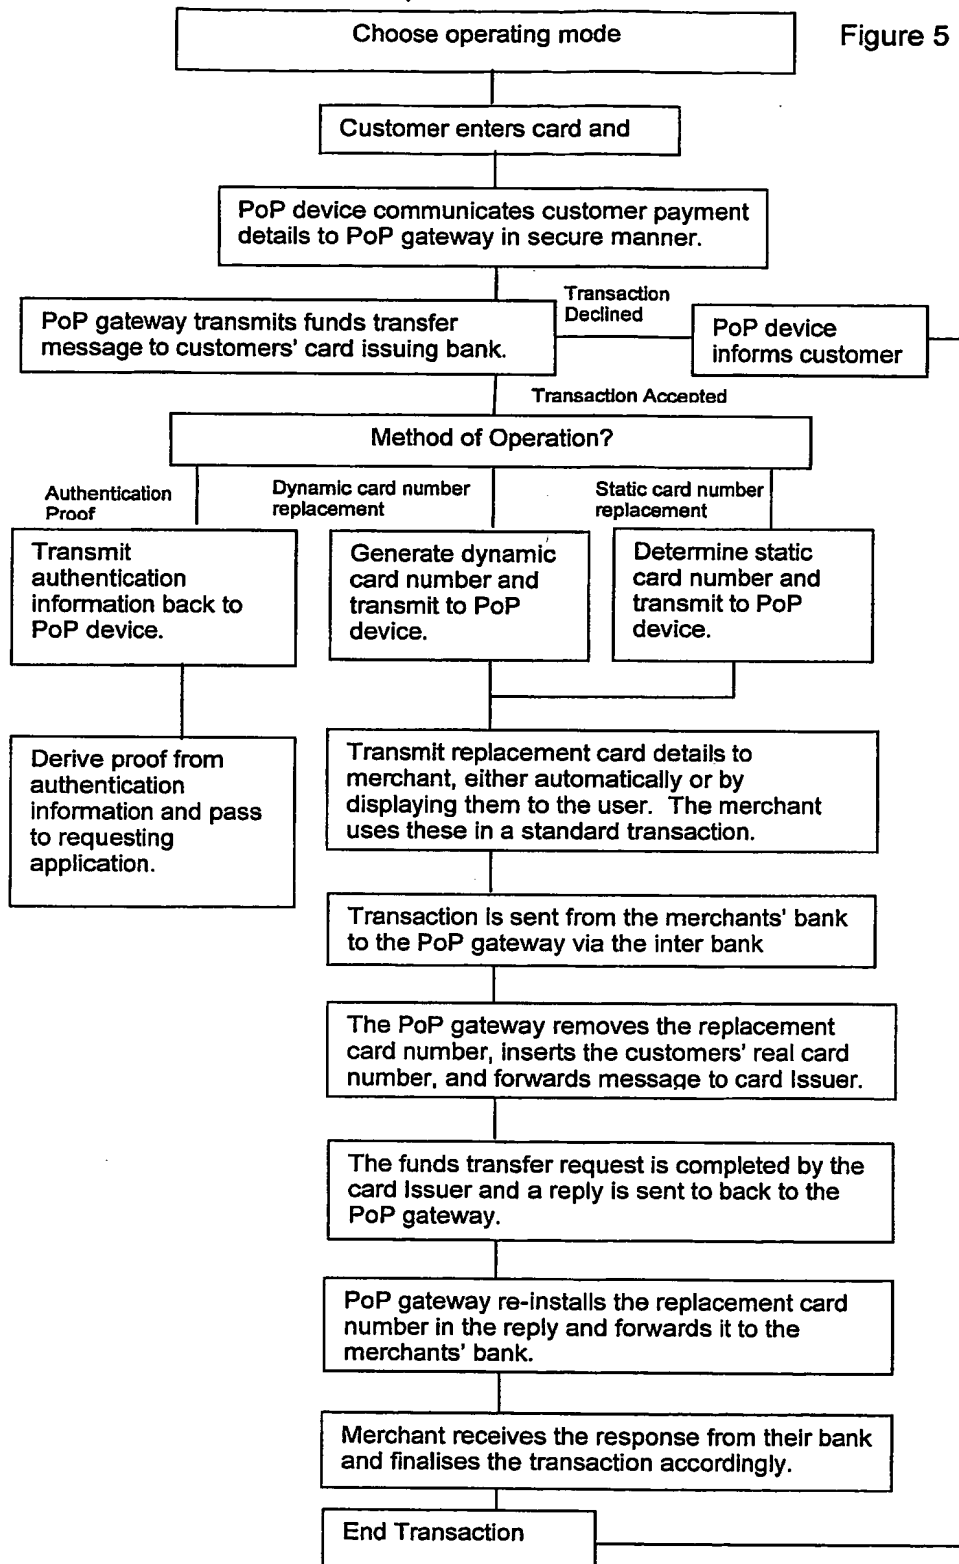 Choose operating mode
Figure 5
Customer enters card and
PoP device communicates customer payment
details to PoP gateway in secure manner.
PoP gateway transmits funds transfer
message to customers' card issuing bank.
Transaction
Declined
PoP device
informs customer
Transaction Accepted
Method of Operation?
Authentication
Proof
Dynamic card number
replacement
Static card number
replacement
Transmit
authentication
information back to
PoP device.
Generate dynamic
card number and
transmit to PoP
device.
Determine static
card number and
transmit to PoP
device.
Derive proof from
authentication
information and pass
to requesting
application.
Transmit replacement card details to
merchant, either automatically or by
displaying them to the user. The merchant
uses these in a standard transaction.
Transaction is sent from the merchants' bank
to the PoP gateway via the inter bank
The PoP gateway removes the replacement
card number, inserts the customers' real card
number, and forwards message to card Issuer.
The funds transfer request is completed by the
card Issuer and a reply is sent to back to the
PoP gateway.
PoP gateway re-installs the replacement card
number in the reply and forwards it to the
merchants' bank.
Merchant receives the response from their bank
and finalises the transaction accordingly.
End Transaction